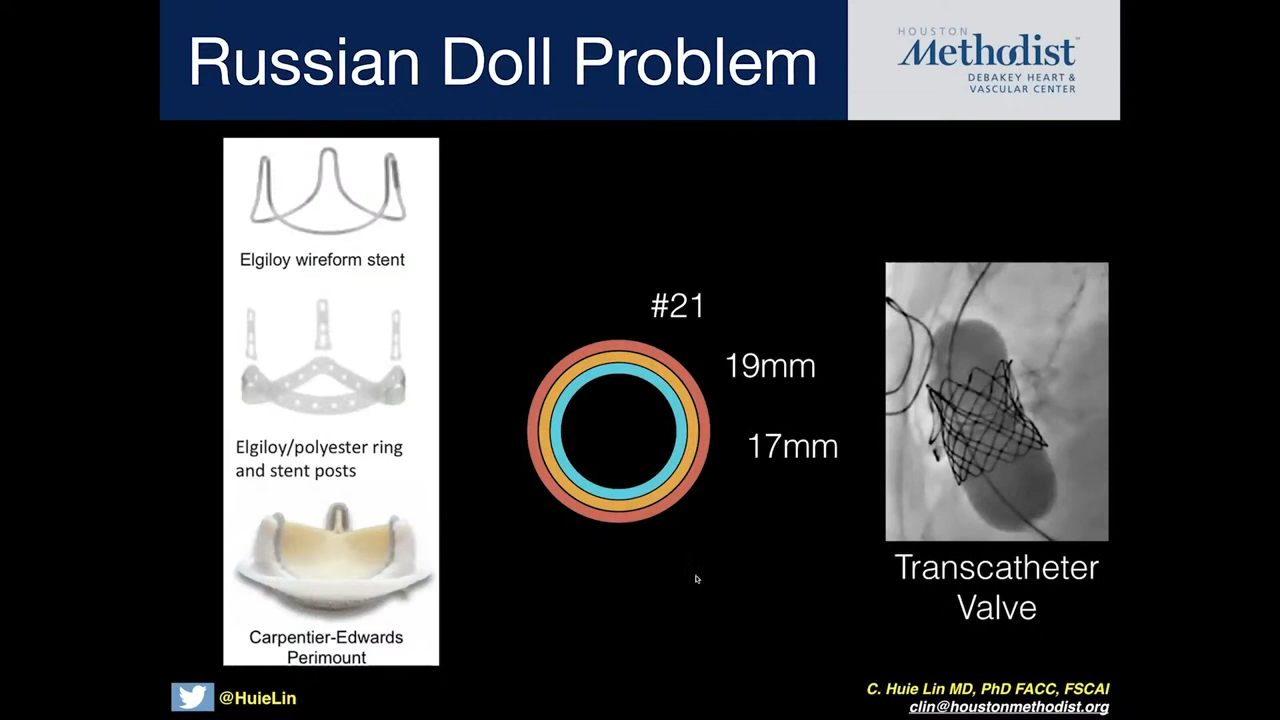 Russian Doll Problem
HOUSTON
Methodist
DEBAKEY HEART &
VASCULAR CENTER
Elgiloy wireform stent
Elgiloy/polyester ring
and stent posts
Carpentier-Edwards
Perimount
#21
19mm
17mm
Transcatheter
Valve
@HuieLin
C. Huie Lin MD, PhD FACC, FSCAI
clin@houstonmethodist.org